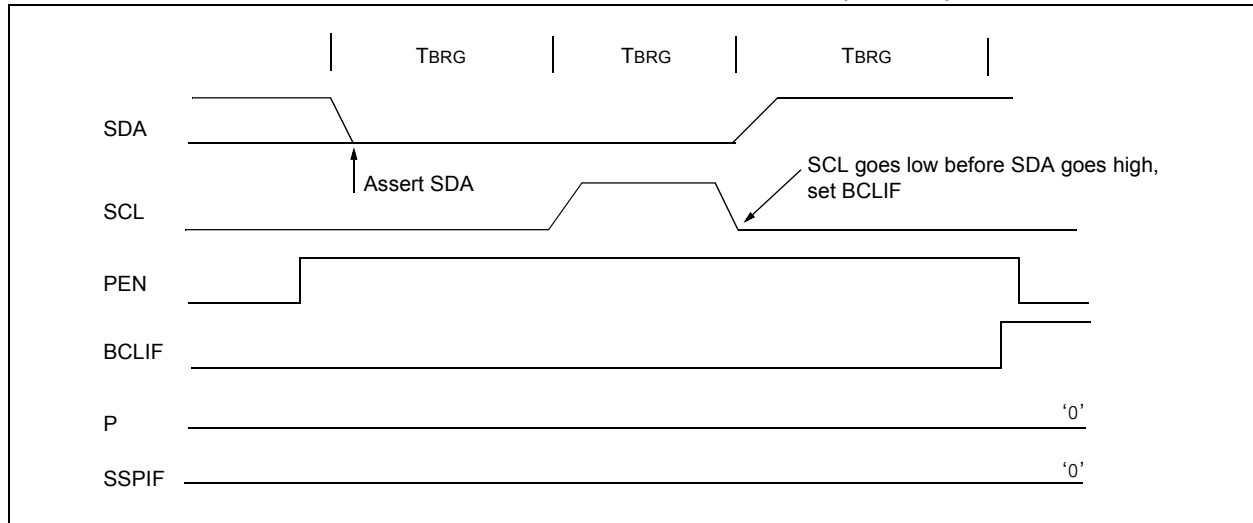 TBRG TBRG TBRG
SDA
Assert SDA
SCL goes low before SDA goes high,
set BCLIF
SCL
PEN
BCLIF
P
‘0’
SSPIF
‘0’